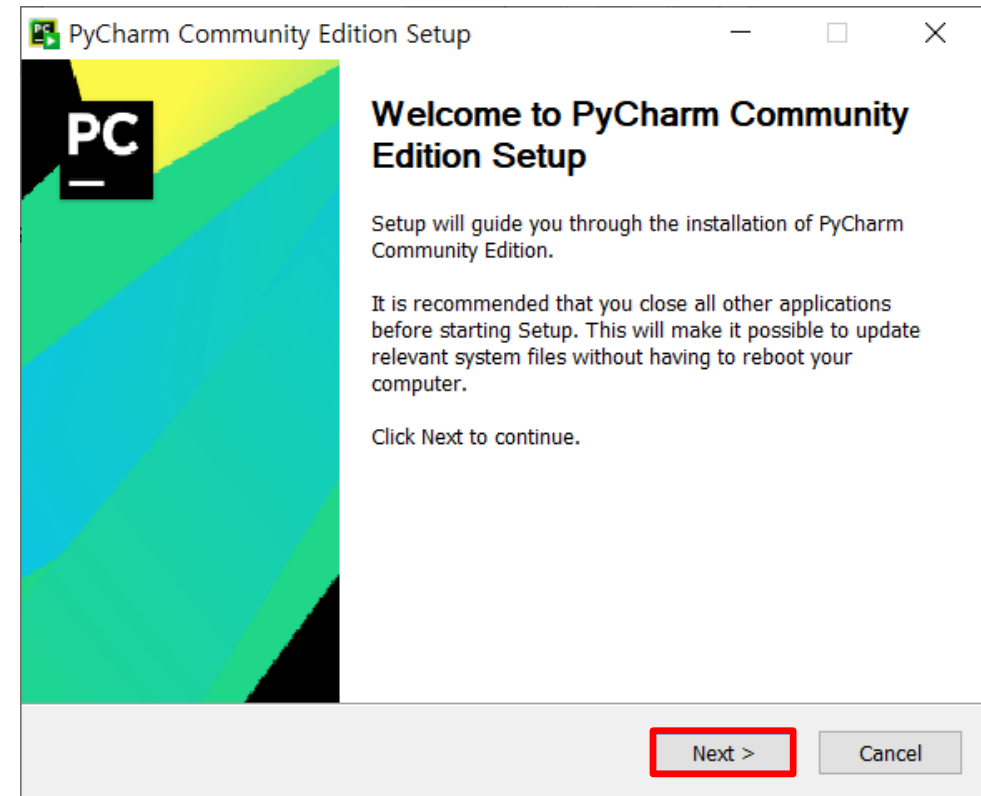 PyCharm Community Edition Setup
PC
Welcome to PyCharm Community
Edition Setup
Setup will guide you through the installation of PyCharm
Community Edition.
It is recommended that you close all other applications
before starting Setup. This will make it possible to update
relevant system files without having to reboot your
computer.
Click Next to continue.
Next >
Cancel